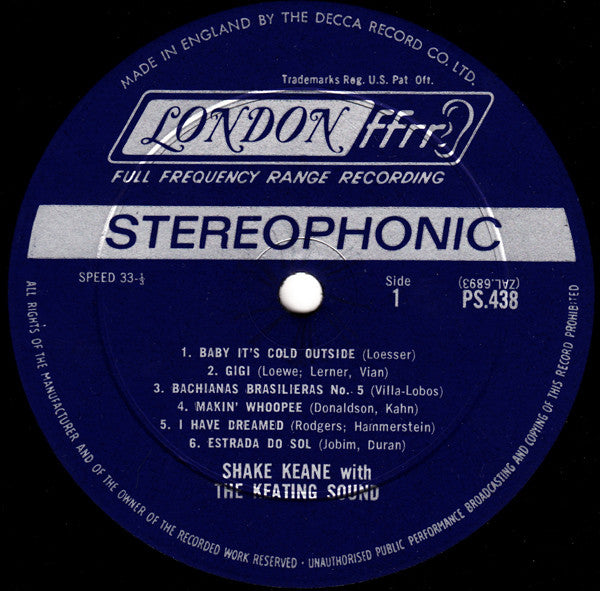 MADE IN ENGLAND BY THE DECCA RECORD CO. LTD.
Trademarks Reg. U.S. Pat Off.
LONDON ffrr
FULL FREQUENCY RANGE RECORDING
STEREOPHONIC
SPEED 33-⅓
Side 1
(ZAL.6893)
PS.438
1. BABY IT'S COLD OUTSIDE (Loesser)
2. GIGI (Loewe; Lerner, Vian)
3. BACHIANAS BRASILIERAS No. 5 (Villa-Lobos)
4. MAKIN' WHOOPEE (Donaldson, Kahn)
5. I HAVE DREAMED (Rodgers; Hammerstein)
6. ESTRADA DO SOL (Jobim, Duran)
SHAKE KEANE with
THE KEATING SOUND
ALL RIGHTS OF THE MANUFACTURER AND OF THE OWNER OF THE RECORDED WORK RESERVED · UNAUTHORISED PUBLIC PERFORMANCE BROADCASTING AND COPYING OF THIS RECORD PROHIBITED